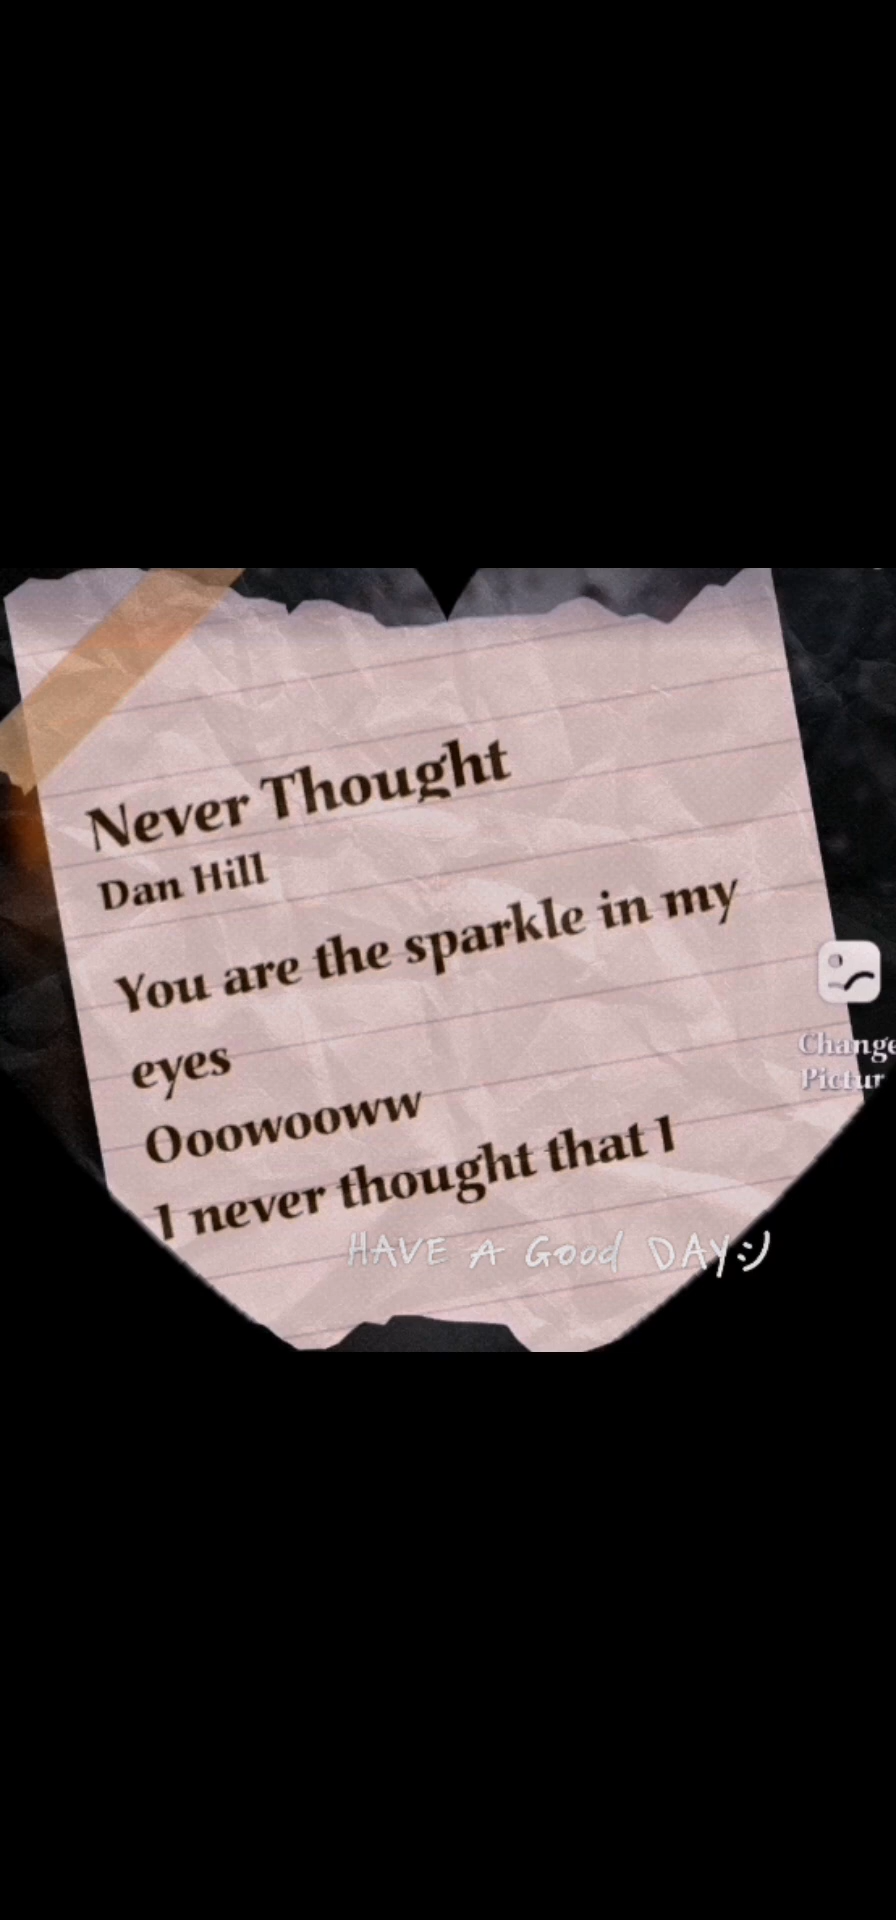 Never Thought
Dan Hill
You are the sparkle in my
eyes
Ooowooww
I never thought that I
Change
Pictur
HAVE A Good DAY:)